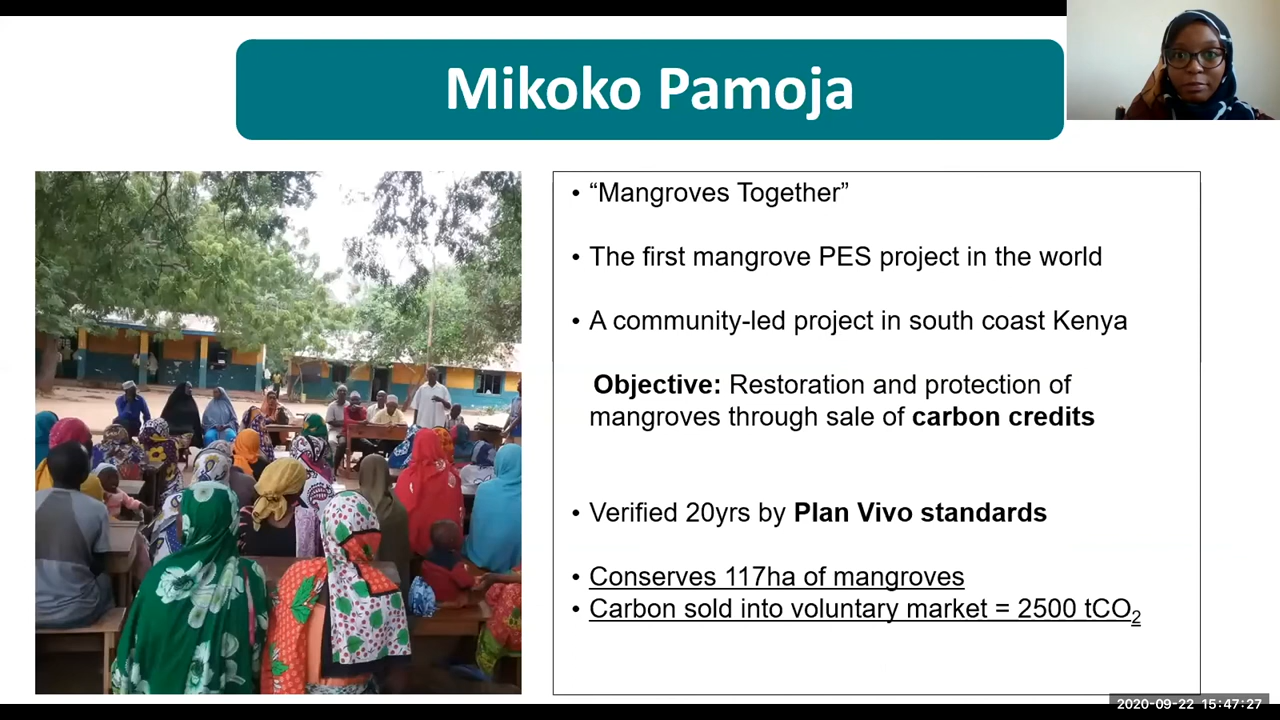 Mikoko Pamoja
• “Mangroves Together”
• The first mangrove PES project in the world
• A community-led project in south coast Kenya
Objective: Restoration and protection of
mangroves through sale of carbon credits
• Verified 20yrs by Plan Vivo standards
• Conserves 117ha of mangroves
• Carbon sold into voluntary market = 2500 tCO₂
2020-09-22 15:47:27